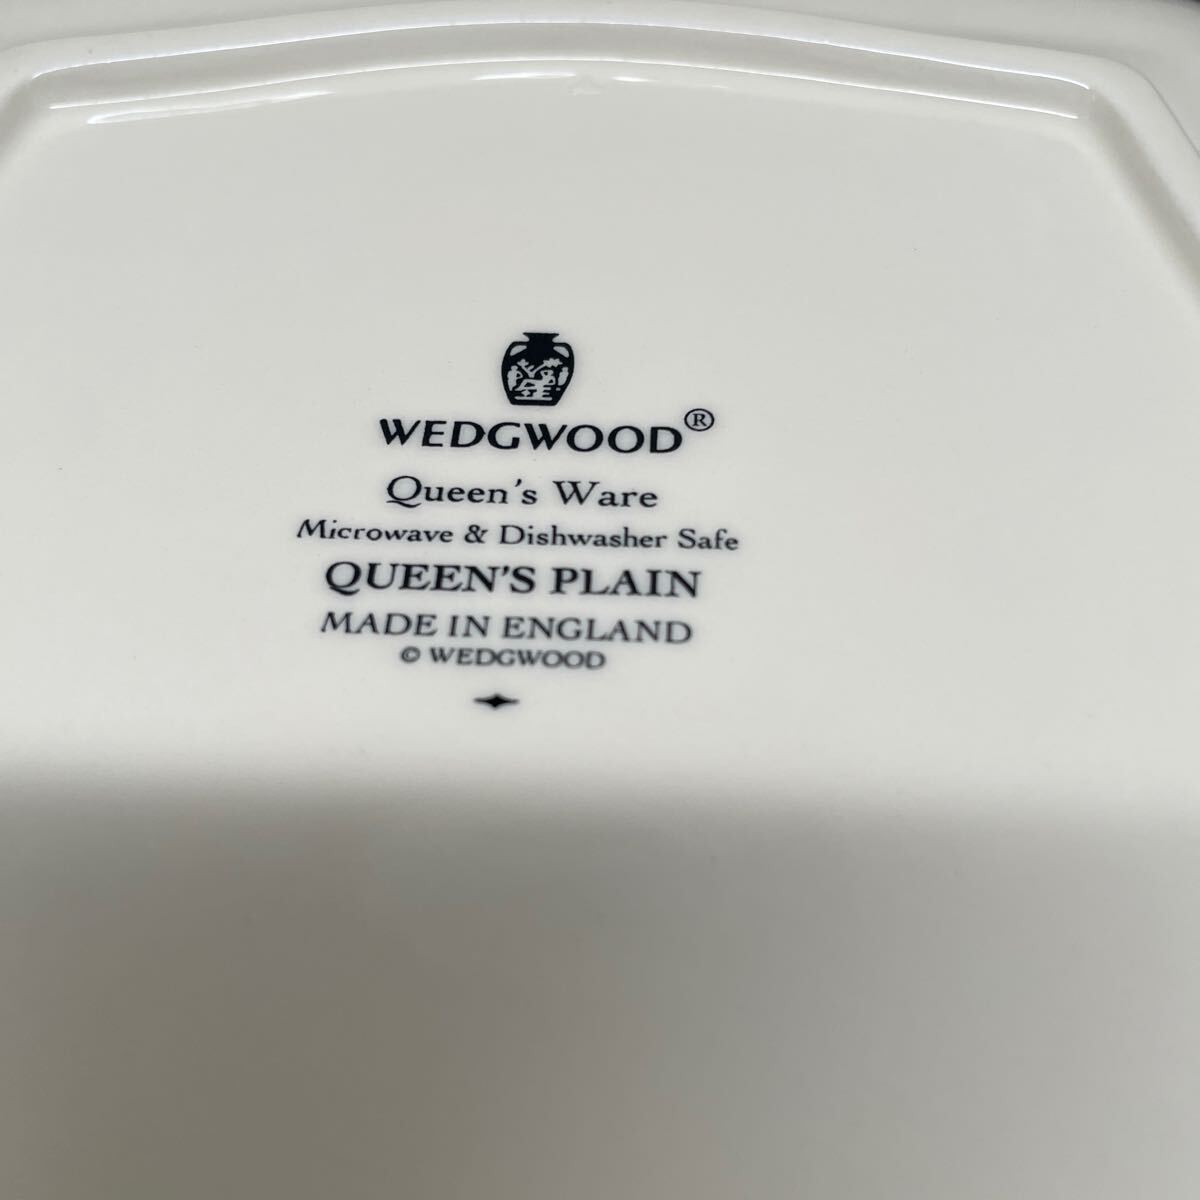 WEDGWOOD®
Queen's Ware
Microwave & Dishwasher Safe
QUEEN'S PLAIN
MADE IN ENGLAND
© WEDGWOOD